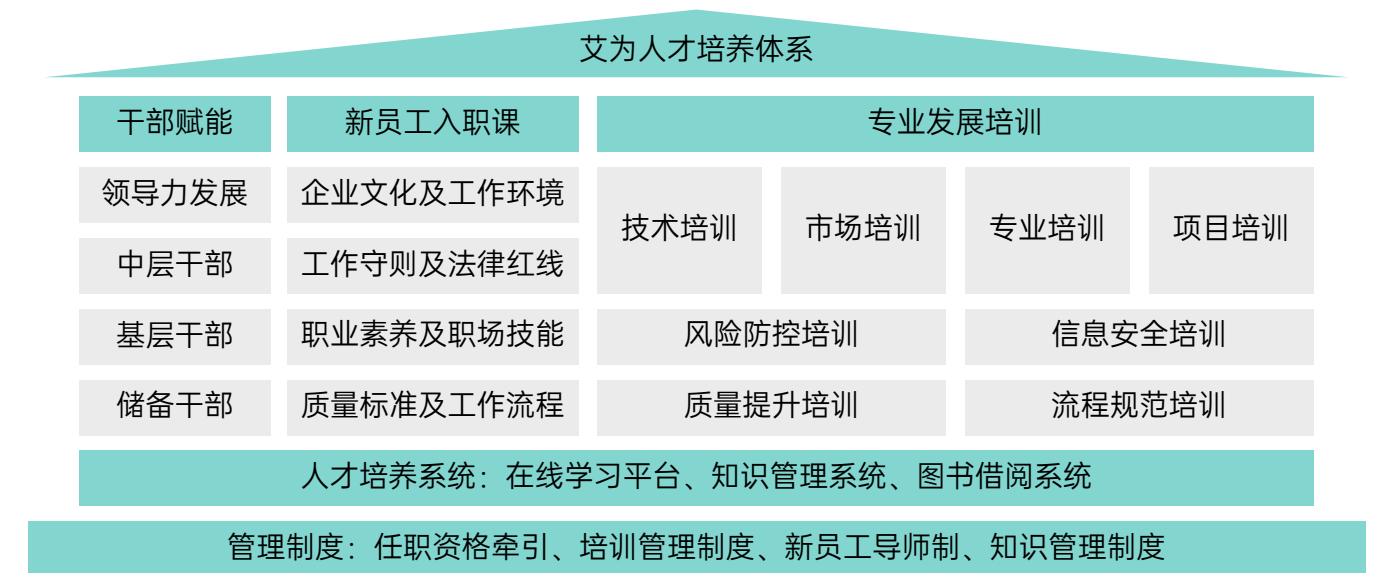 艾为人才培养体系
干部赋能
新员工入职课
专业发展培训
领导力发展
企业文化及工作环境
技术培训
市场培训
专业培训
项目培训
中层干部
工作守则及法律红线
基层干部
职业素养及职场技能
风险防控培训
信息安全培训
储备干部
质量标准及工作流程
质量提升培训
流程规范培训
人才培养系统：在线学习平台、知识管理系统、图书借阅系统
管理制度：任职资格牵引、培训管理制度、新员工导师制、知识管理制度